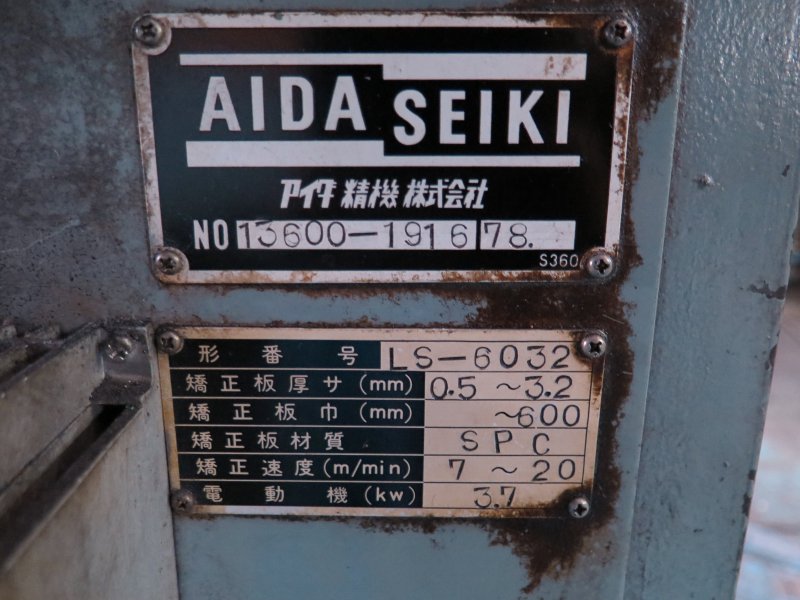 AIDA SEIKI
アイダ精機株式会社
NO 13600-1916 78.
S360
形番号 LS-6032
矯正板厚サ(mm) 0.5~3.2
矯正板巾(mm) ~600
矯正板材質 SPC
矯正速度(m/min) 7~20
電動機(kw) 3.7